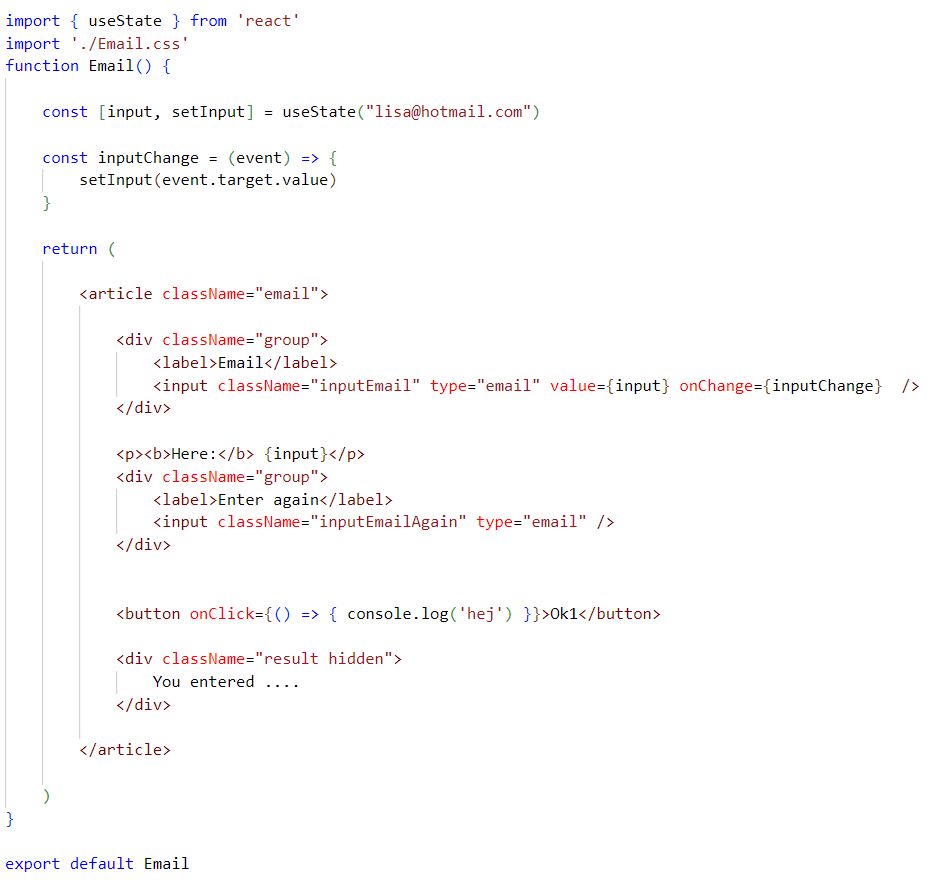 import { useState } from 'react'
import './Email.css'
function Email() {
const [input, setInput] = useState("lisa@hotmail.com")
const inputChange = (event) => {
setInput(event.target.value)
}
return (
<article className="email">
<div className="group">
<label>Email</label>
<input className="inputEmail" type="email" value={input} onChange={inputChange}  />
</div>
<p><b>Here:</b> {input}</p>
<div className="group">
<label>Enter again</label>
<input className="inputEmailAgain" type="email" />
</div>
<button onClick={() => { console.log('hej') }}>Ok1</button>
<div className="result hidden">
You entered ....
</div>
</article>
)
}
export default Email